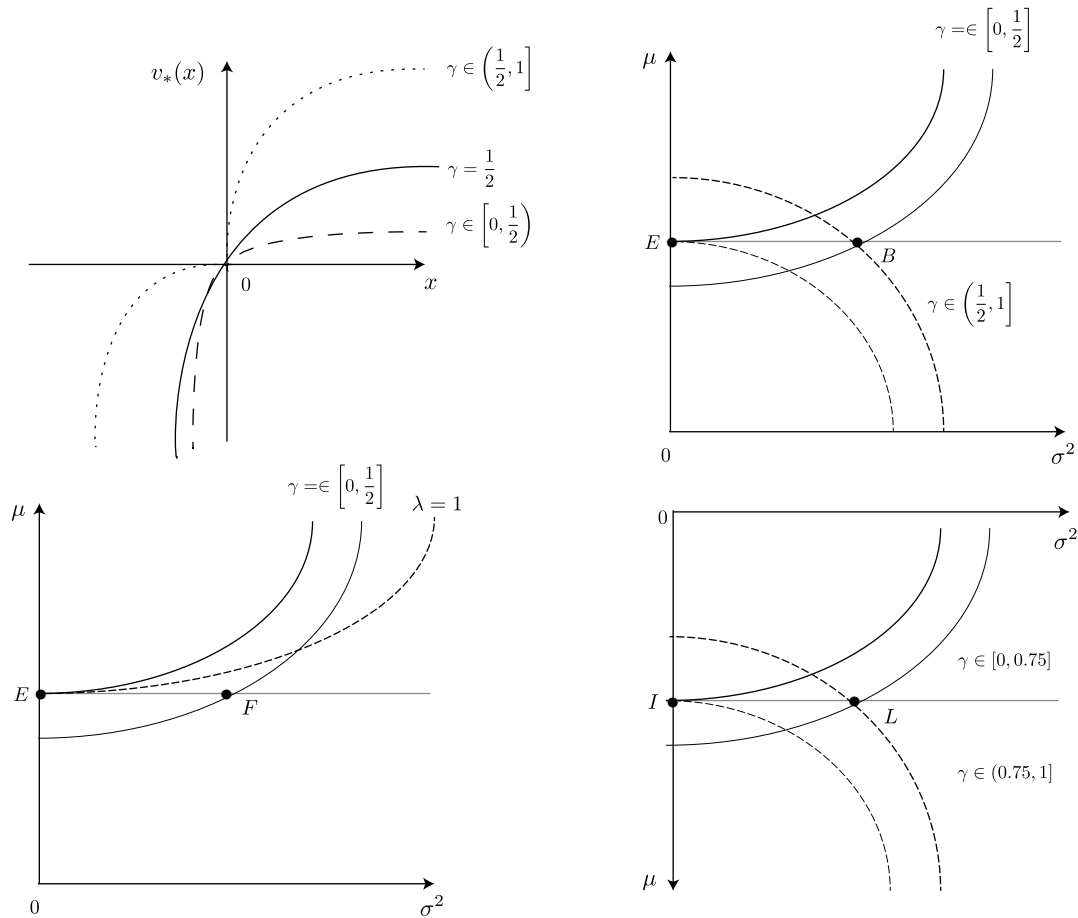 v_*(x)
γ ∈ (1/2, 1]
γ = 1/2
γ ∈ [0, 1/2)
0
x
γ =∈ [0, 1/2]
μ
E
B
γ ∈ (1/2, 1]
0
σ²
γ =∈ [0, 1/2]
λ = 1
μ
E
F
0
σ²
0
σ²
γ ∈ [0, 0.75]
I
L
γ ∈ (0.75, 1]
μ